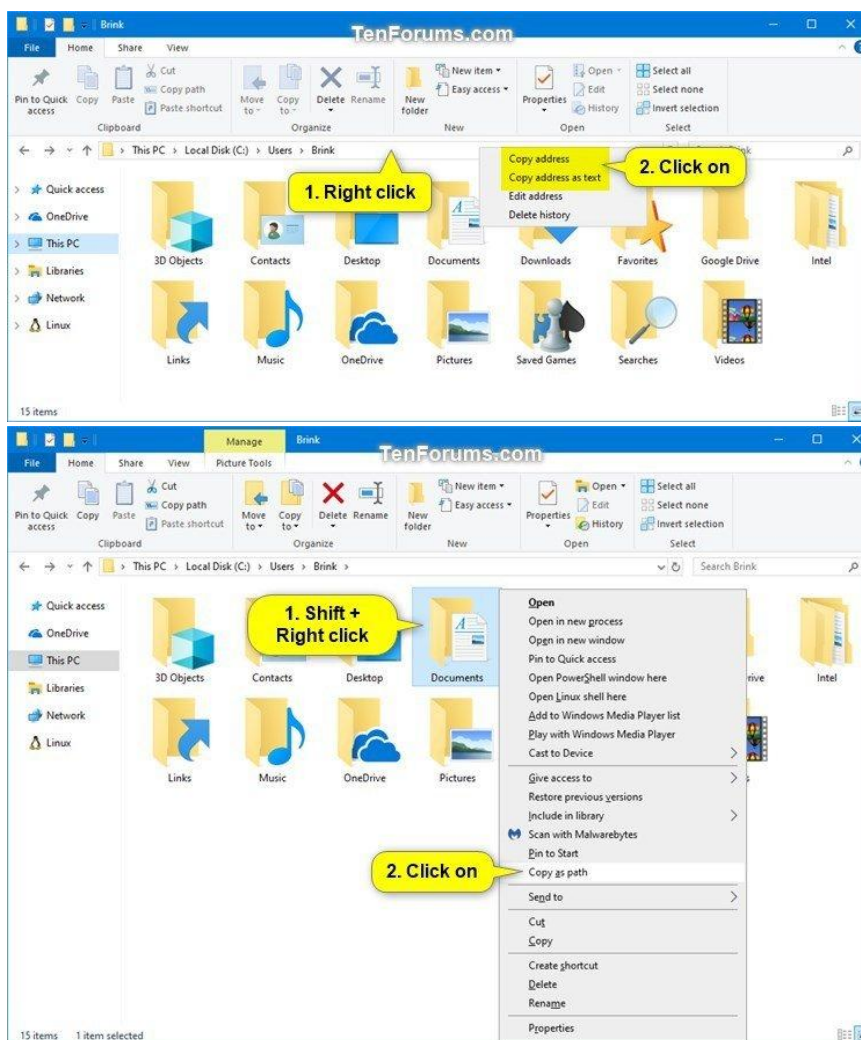 Brink
TenForums.com
File Home Share View
Pin to Quick access
Copy
Paste
Cut
Copy path
Paste shortcut
Move to
Copy to
Delete
Rename
New folder
New item
Easy access
Properties
Open
Edit
History
Select all
Select none
Invert selection
Clipboard Organize New Open Select
This PC > Local Disk (C:) > Users > Brink
Copy address
Copy address as text
Edit address
Delete history
1. Right click
2. Click on
Quick access
OneDrive
This PC
Libraries
Network
Linux
3D Objects Contacts Desktop Documents Downloads Favorites Google Drive Intel
Links Music OneDrive Pictures Saved Games Searches Videos
15 items
Manage Brink
TenForums.com
File Home Share View Picture Tools
Pin to Quick access
Copy
Paste
Cut
Copy path
Paste shortcut
Move to
Copy to
Delete
Rename
New folder
New item
Easy access
Properties
Open
Edit
History
Select all
Select none
Invert selection
Clipboard Organize New Open Select
This PC > Local Disk (C:) > Users > Brink >
Search Brink
1. Shift +
Right click
Quick access
OneDrive
This PC
Libraries
Network
Linux
3D Objects Contacts Desktop Documents Intel
Links Music OneDrive Pictures
Open
Open in new process
Open in new window
Pin to Quick access
Open PowerShell window here
Open Linux shell here
Add to Windows Media Player list
Play with Windows Media Player
Cast to Device
Give access to
Restore previous versions
Include in library
Scan with Malwarebytes
Pin to Start
2. Click on
Copy as path
Send to
Cut
Copy
Create shortcut
Delete
Rename
Properties
15 items 1 item selected